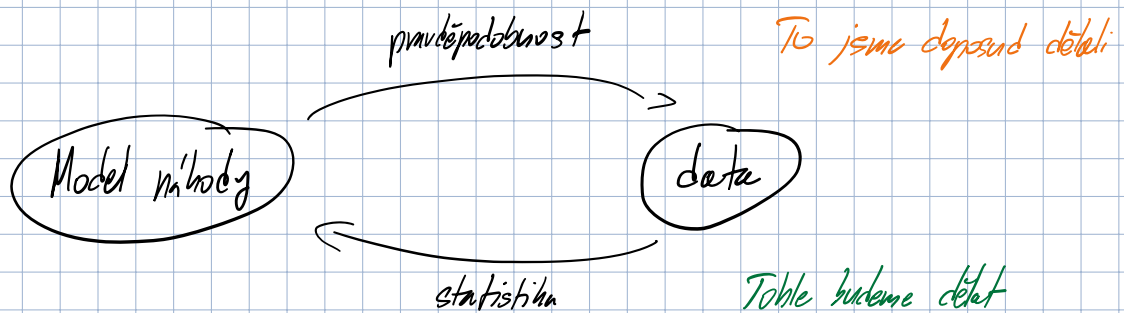 pravděpodobnost
To jsme doposud dělali
Model náhody
data
statistika
Tohle budeme dělat